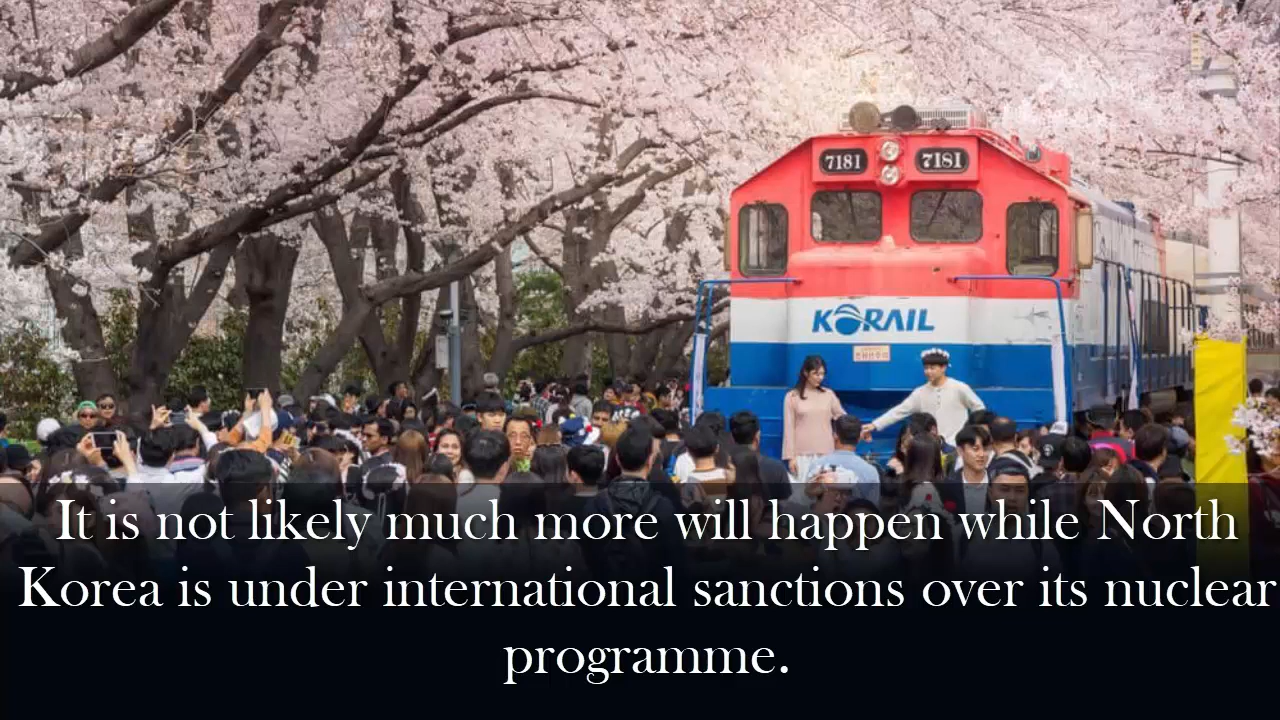 7181 7181
KORAIL
It is not likely much more will happen while North
Korea is under international sanctions over its nuclear
programme.